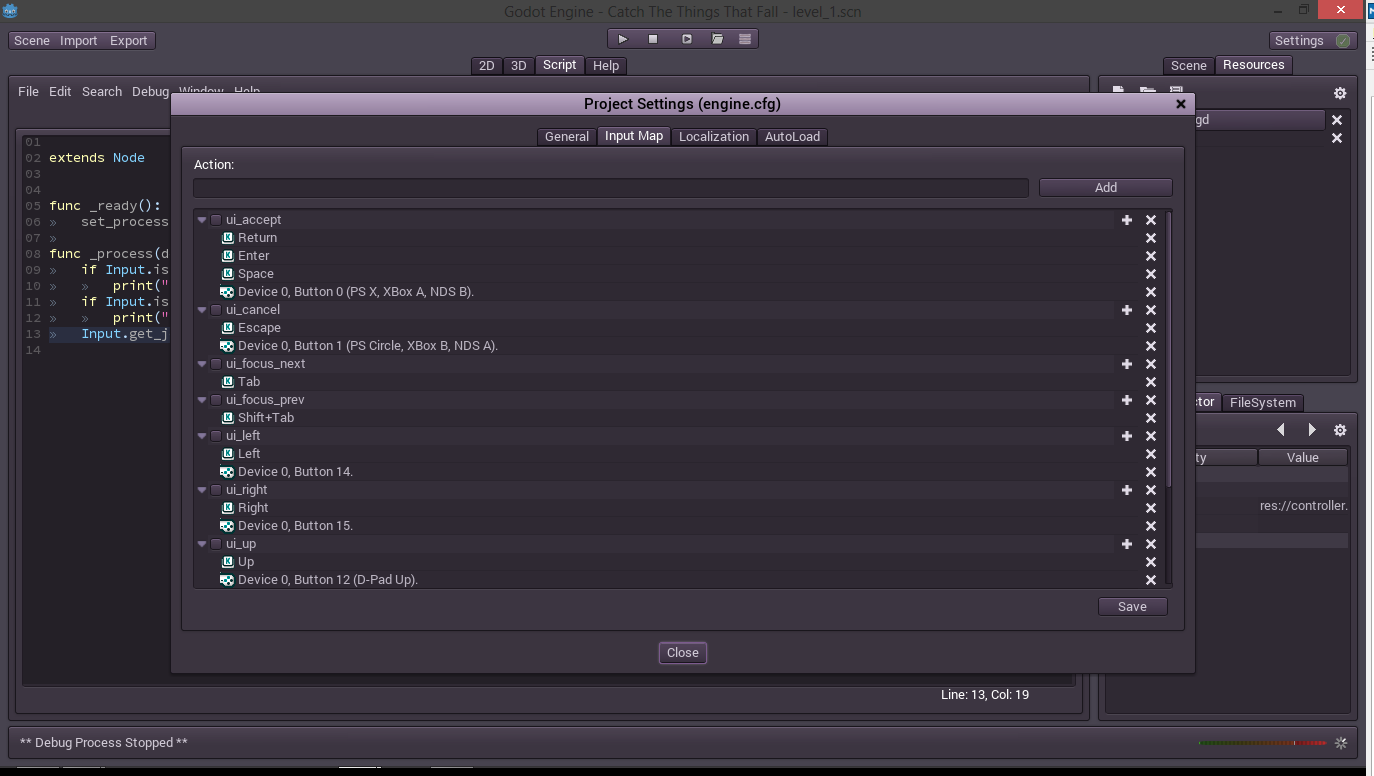 Godot Engine - Catch The Things That Fall - level_1.scn
Scene Import Export
Settings
2D 3D Script Help
Scene Resources
File Edit Search Debug Window Help
Project Settings (engine.cfg)
General Input Map Localization AutoLoad
Action:
Add
01
02 extends Node
03
04
05 func _ready():
06 » set_process
07 »
08 func _process(d
09 » if Input.is
10 » » print("
11 » if Input.is
12 » » print("
13 » Input.get_j
14
ui_accept
Return
Enter
Space
Device 0, Button 0 (PS X, XBox A, NDS B).
ui_cancel
Escape
Device 0, Button 1 (PS Circle, XBox B, NDS A).
ui_focus_next
Tab
ui_focus_prev
Shift+Tab
ui_left
Left
Device 0, Button 14.
ui_right
Right
Device 0, Button 15.
ui_up
Up
Device 0, Button 12 (D-Pad Up).
Save
Close
gd
tor FileSystem
ty Value
res://controller.
Line: 13, Col: 19
** Debug Process Stopped **